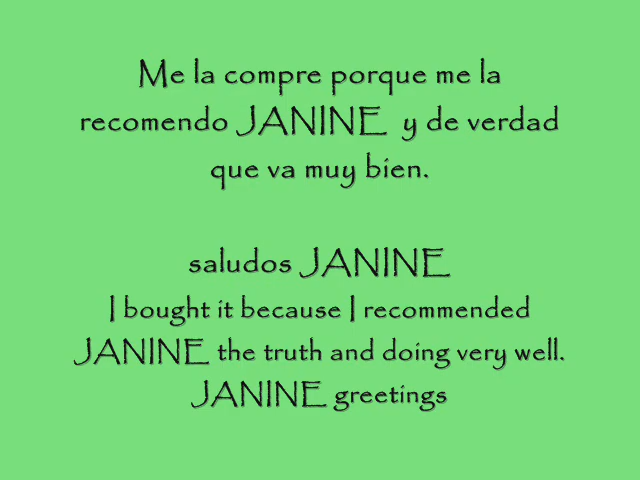 Me la compre porque me la
recomendo JANINE y de verdad
que va muy bien.
saludos JANINE
I bought it because I recommended
JANINE the truth and doing very well.
JANINE greetings